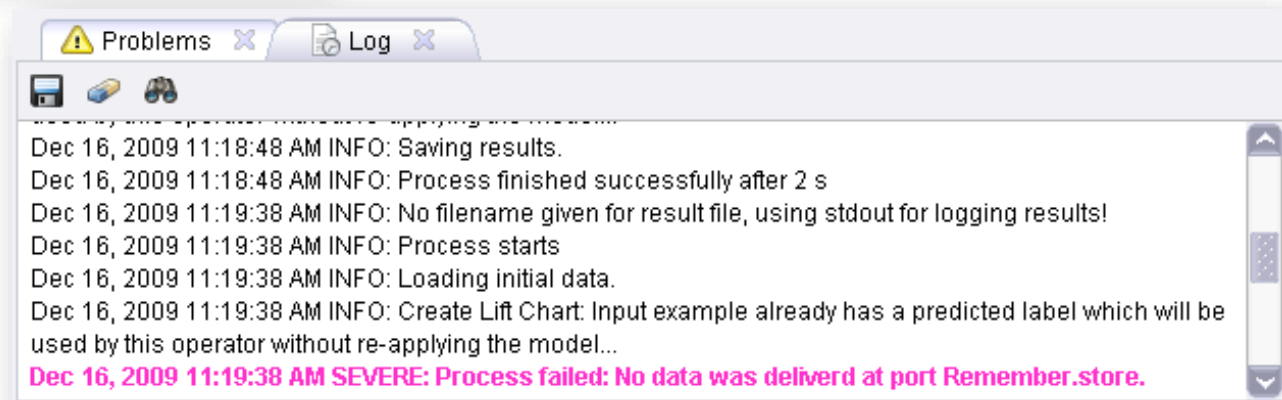 Problems
Log
Dec 16, 2009 11:18:48 AM INFO: Saving results.
Dec 16, 2009 11:18:48 AM INFO: Process finished successfully after 2 s
Dec 16, 2009 11:19:38 AM INFO: No filename given for result file, using stdout for logging results!
Dec 16, 2009 11:19:38 AM INFO: Process starts
Dec 16, 2009 11:19:38 AM INFO: Loading initial data.
Dec 16, 2009 11:19:38 AM INFO: Create Lift Chart: Input example already has a predicted label which will be
used by this operator without re-applying the model...
Dec 16, 2009 11:19:38 AM SEVERE: Process failed: No data was deliverd at port Remember.store.